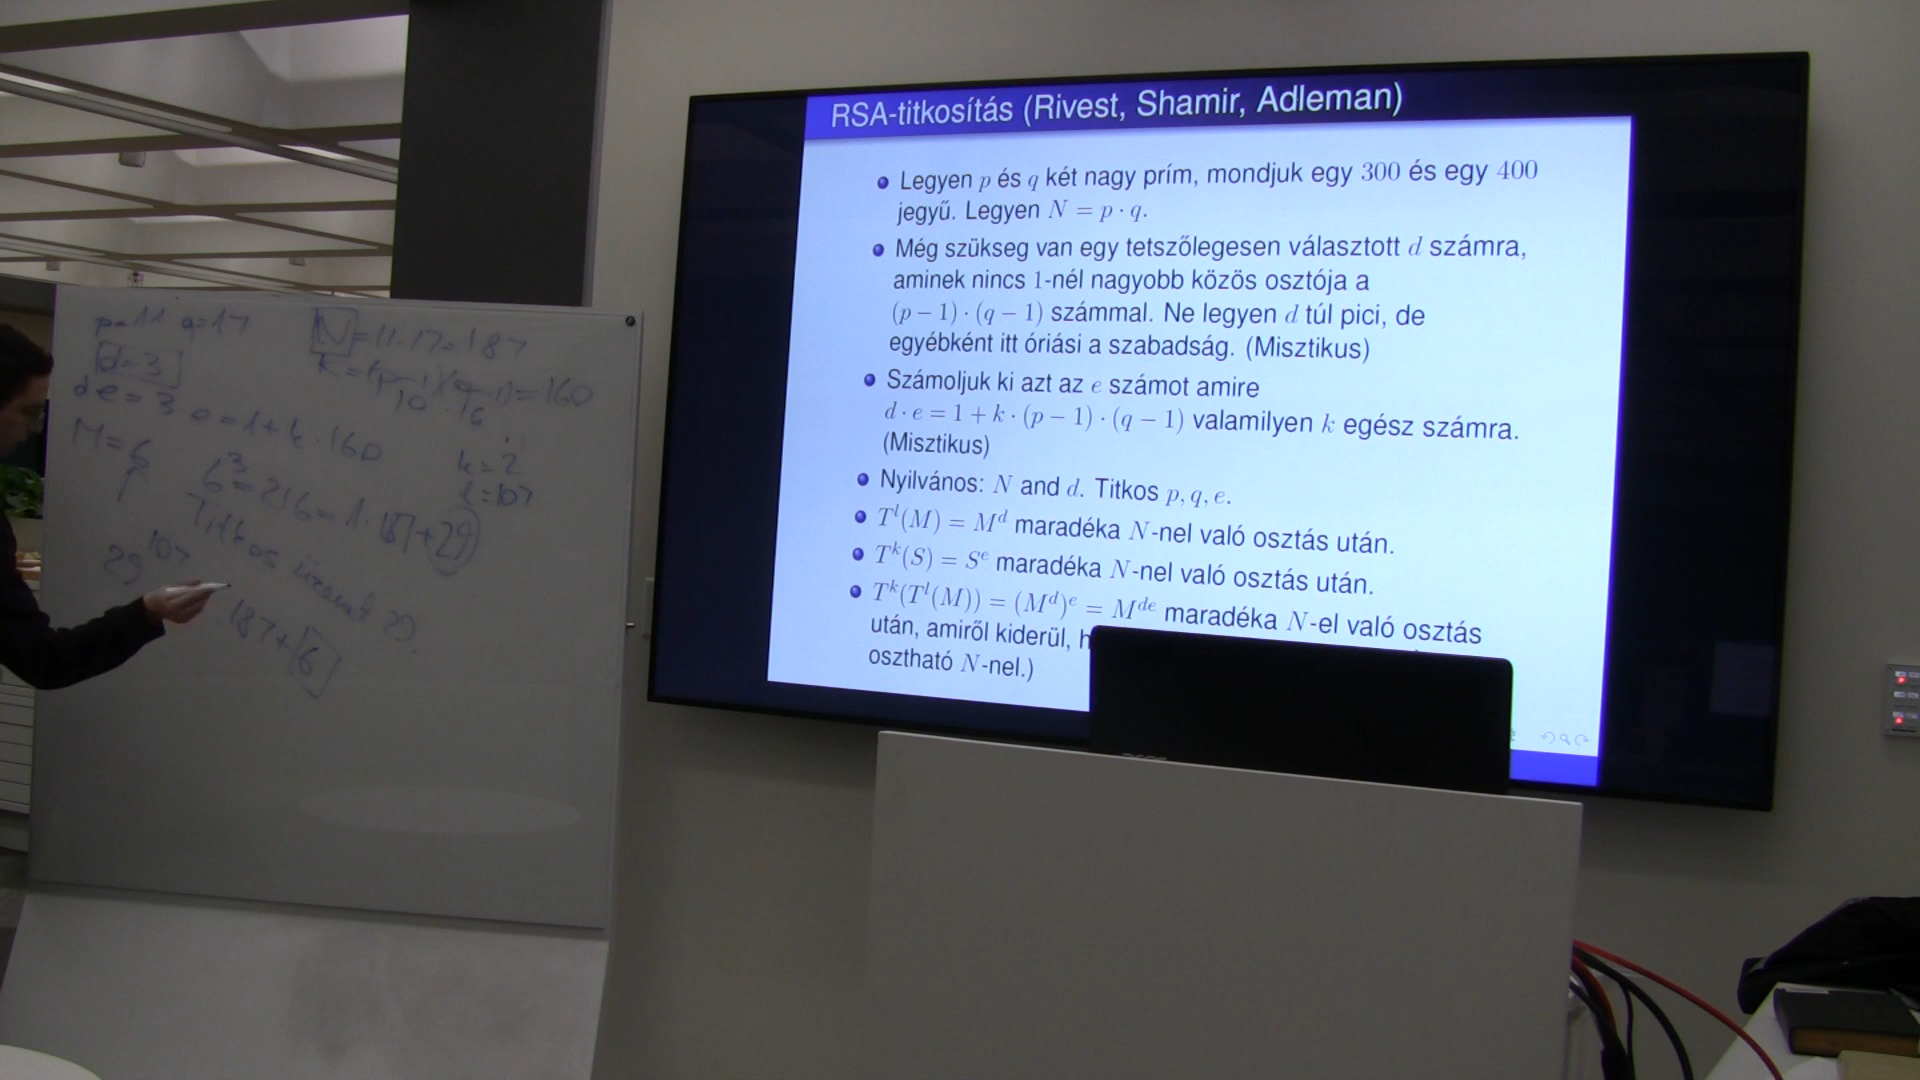 RSA-titkosítás (Rivest, Shamir, Adleman)
Legyen p és q két nagy prím, mondjuk egy 300 és egy 400
jegyű. Legyen N = p · q.
Még szükseg van egy tetszőlegesen választott d számra,
aminek nincs 1-nél nagyobb közös osztója a
(p − 1) · (q − 1) számmal. Ne legyen d túl pici, de
egyébként itt óriási a szabadság. (Misztikus)
Számoljuk ki azt az e számot amire
d · e = 1 + k · (p − 1) · (q − 1) valamilyen k egész számra.
(Misztikus)
Nyilvános: N and d. Titkos p, q, e.
T^l(M) = M^d maradéka N-nel való osztás után.
T^k(S) = S^e maradéka N-nel való osztás után.
T^k(T^l(M)) = (M^d)^e = M^{de} maradéka N-el való osztás
után, amiről kiderül, h
osztható N-nel.)
p=11 q=17
N=11·17=187
d=3
K=(p-1)(q-1)=160
10 · 16
de=3·e=1+k·160
k=2
M=6
6^3=216=1·187+29
e=107
Titkos üzenet 29.
29^107
·187+6